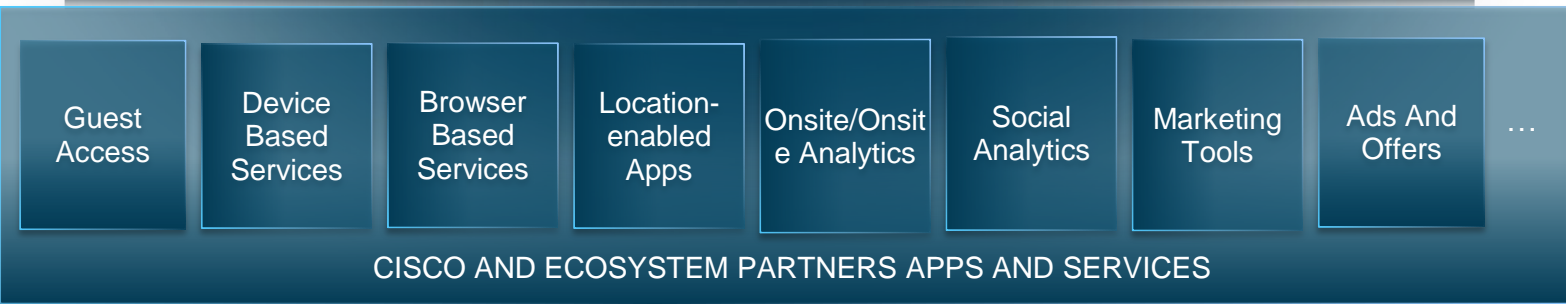 Guest
Access
Device
Based
Services
Browser
Based
Services
Location-
enabled
Apps
Onsite/Onsit
e Analytics
Social
Analytics
Marketing
Tools
Ads And
Offers
...
CISCO AND ECOSYSTEM PARTNERS APPS AND SERVICES